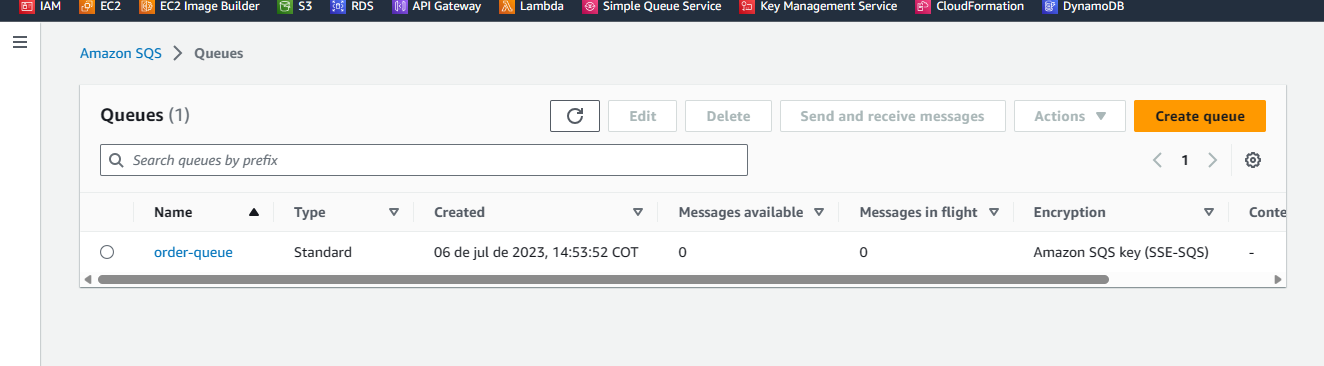 IAM EC2 EC2 Image Builder S3 RDS API Gateway Lambda Simple Queue Service Key Management Service CloudFormation DynamoDB
Amazon SQS Queues
Queues (1) Edit Delete Send and receive messages Actions Create queue
Search queues by prefix 1
Name Type Created Messages available Messages in flight Encryption Conte
order-queue Standard 06 de jul de 2023, 14:53:52 COT 0 0 Amazon SQS key (SSE-SQS) -